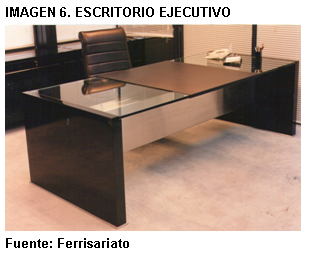 IMAGEN 6. ESCRITORIO EJECUTIVO
Fuente: Ferrisariato